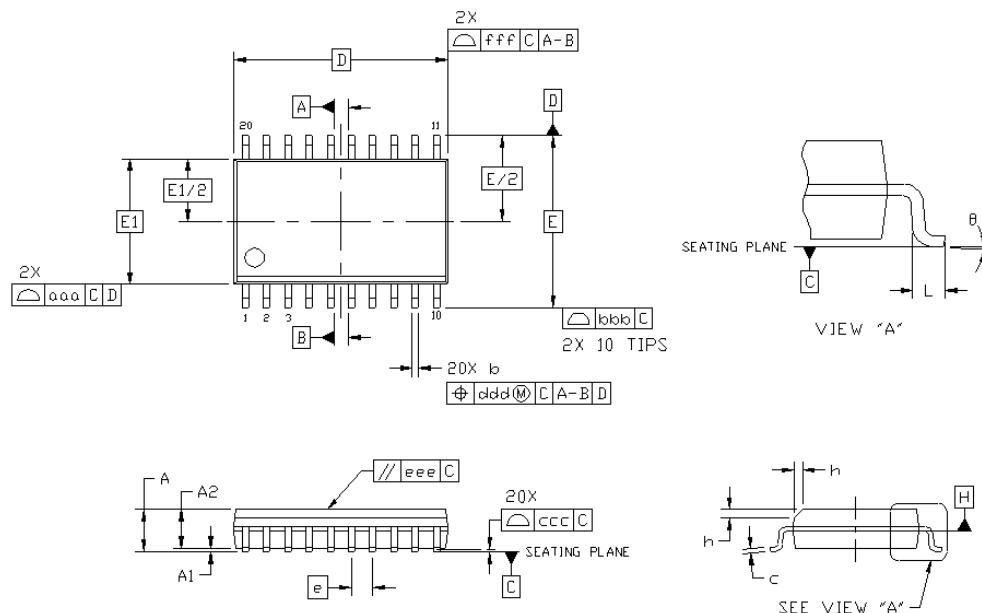 2X
⌓ fff C A-B
D
A
D
20
11
E1/2
E/2
E1
E
2X
⌓ aaa C D
1 2 3
10
B
⌓ bbb C
2X 10 TIPS
20X b
⌖ ddd Ⓜ C A-B D
θ
SEATING PLANE
C
L
VIEW "A"
// eee C
A
A2
20X
⌓ ccc C
SEATING PLANE
A1
e
C
h
H
h
c
SEE VIEW "A"